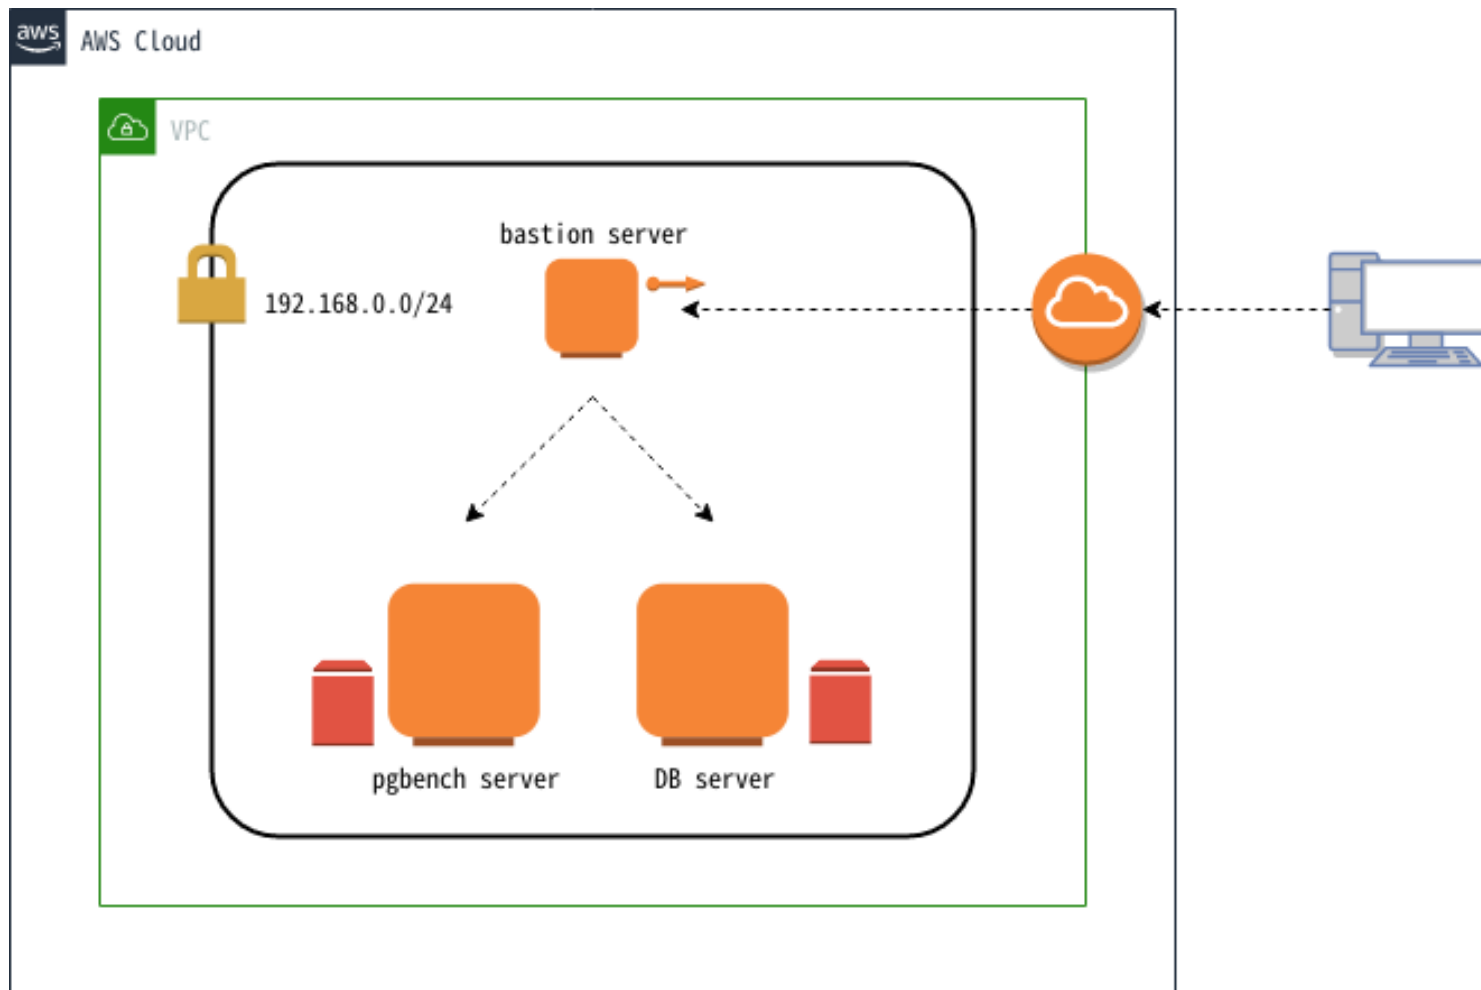 aws
AWS Cloud
VPC
bastion server
192.168.0.0/24
pgbench server
DB server